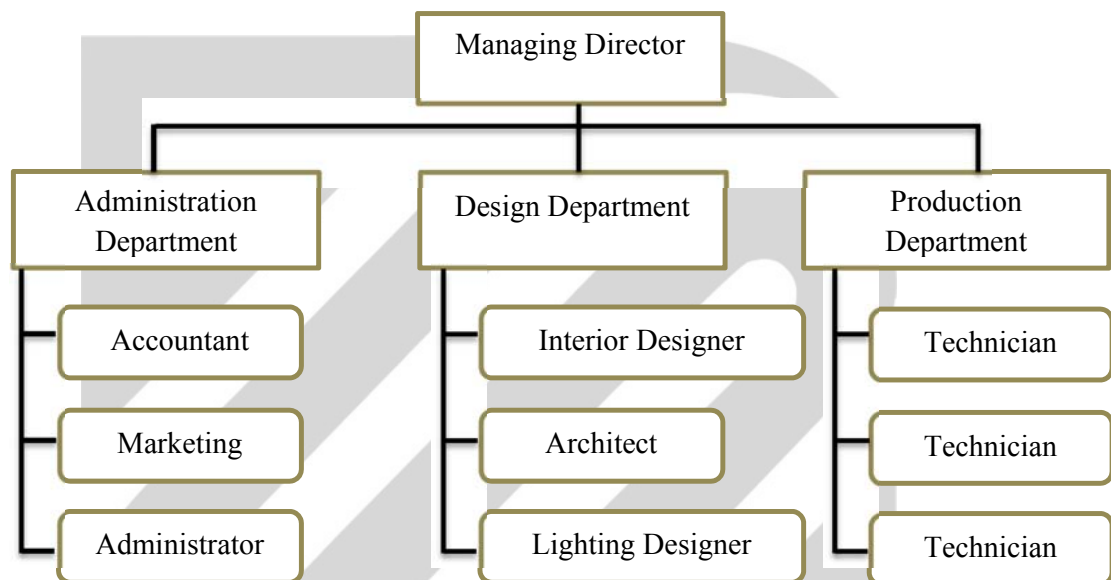 Managing Director
Administration
Department
Design Department
Production
Department
Accountant
Interior Designer
Technician
Marketing
Architect
Technician
Administrator
Lighting Designer
Technician